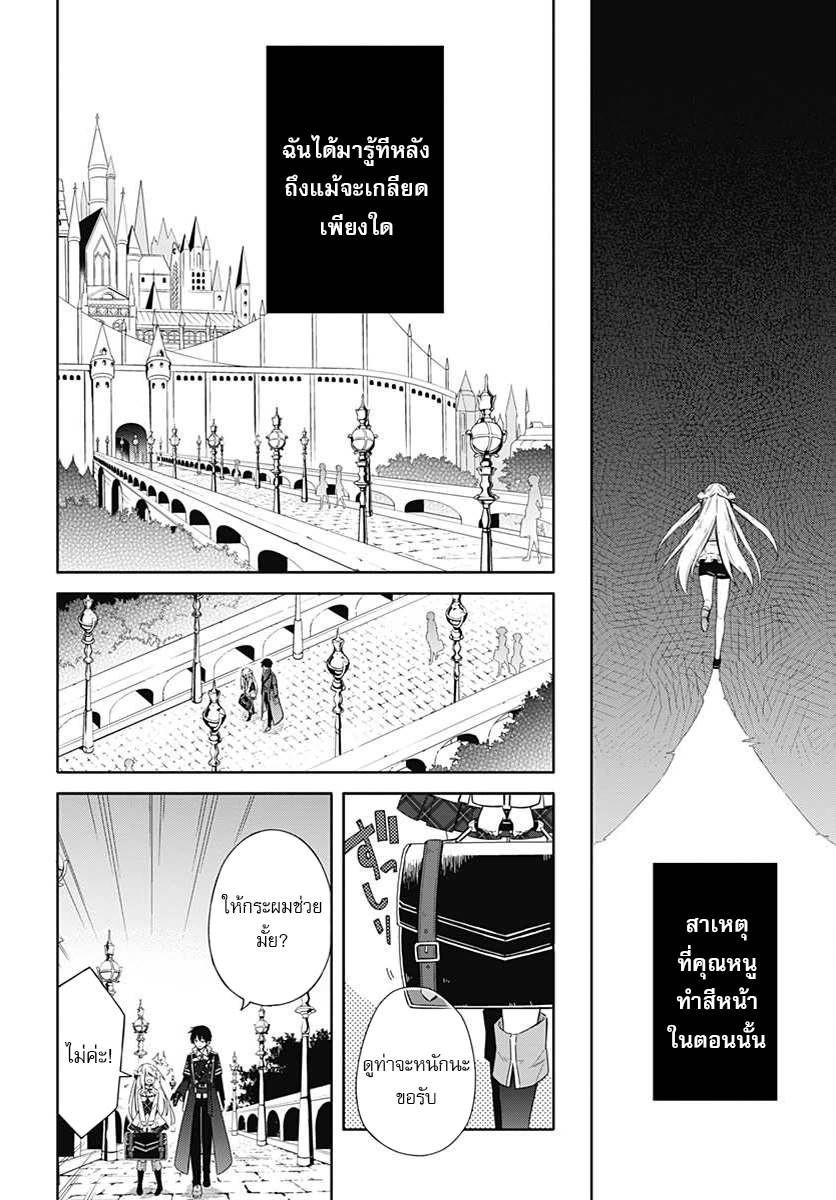 สาเหตุ
ที่คุณหนู
ทำสีหน้า
ในตอนนั้น
ฉันได้มารู้ทีหลัง
ถึงแม้จะเกลียด
เพียงใด
ずっしり
ดูท่าจะหนักนะ
ขอรับ
ให้กระผมช่วย
มั้ย?
ไม่ค่ะ!